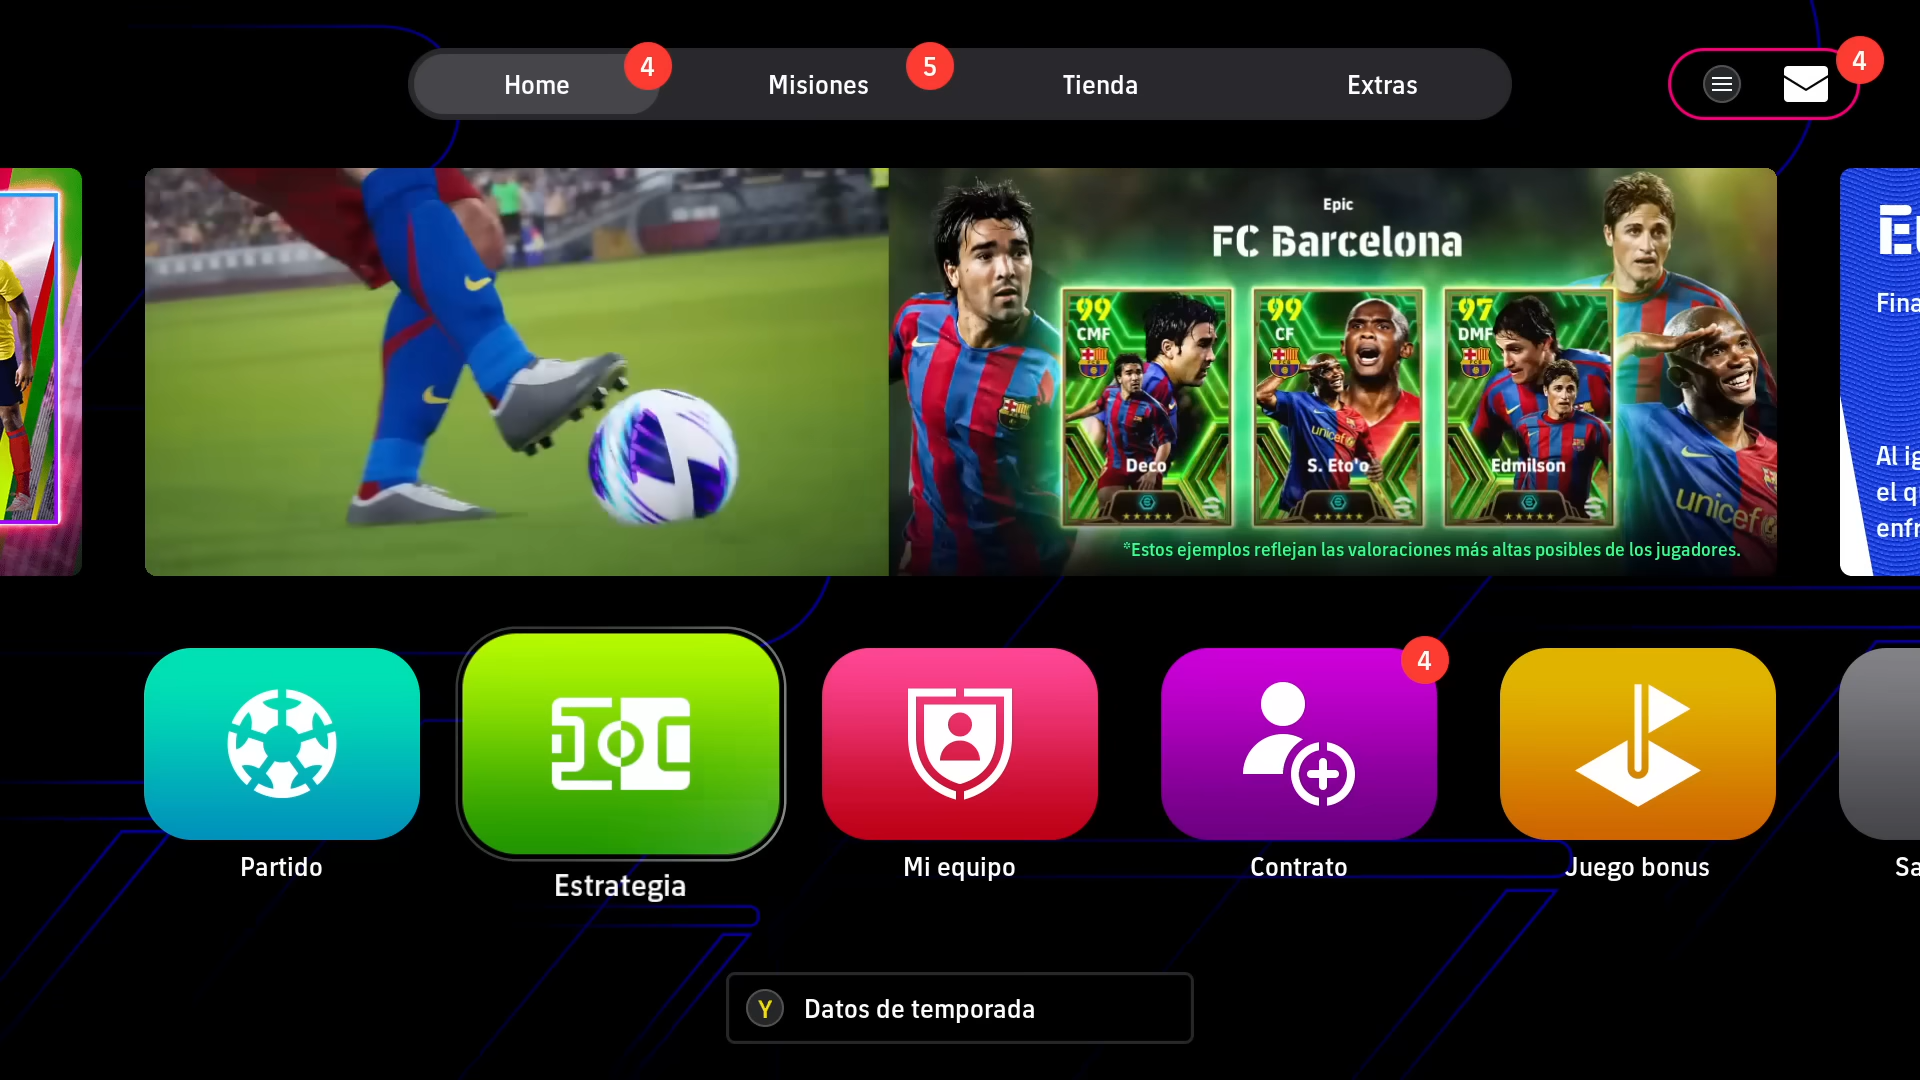 Home
4
Misiones
5
Tienda
Extras
4
Epic
FC Barcelona
99
CMF
Deco
99
CF
unicef
S. Eto'o
97
DMF
Edmilson
unicef
*Estos ejemplos reflejan las valoraciones más altas posibles de los jugadores.
Fina
Al ig
el q
enfr
Partido
Estrategia
Mi equipo
4
Contrato
Juego bonus
Sa
Y
Datos de temporada